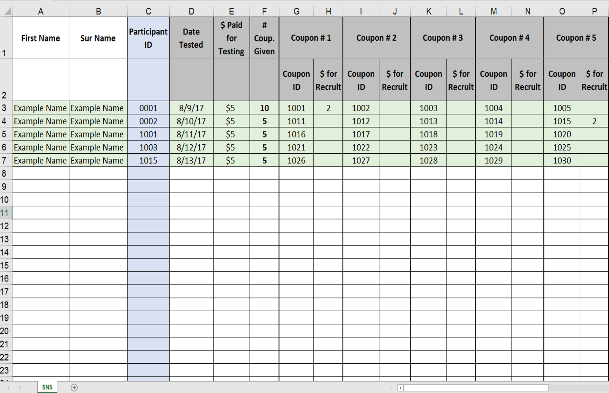 A B C D E F G H I J K L M N O P
1 First Name Sur Name Participant ID Date Tested $ Paid for Testing # Coup. Given Coupon # 1 Coupon # 2 Coupon # 3 Coupon # 4 Coupon # 5
2 Coupon ID $ for Recruit Coupon ID $ for Recruit Coupon ID $ for Recruit Coupon ID $ for Recruit Coupon ID $ for Recruit
3 Example Name Example Name 0001 8/9/17 $5 10 1001 2 1002 1003 1004 1005
4 Example Name Example Name 0002 8/10/17 $5 5 1011 1012 1013 1014 1015 2
5 Example Name Example Name 1001 8/11/17 $5 5 1016 1017 1018 1019 1020
6 Example Name Example Name 1003 8/12/17 $5 5 1021 1022 1023 1024 1025
7 Example Name Example Name 1015 8/13/17 $5 5 1026 1027 1028 1029 1030
8
9
10
11
12
13
14
15
16
17
18
19
20
21
22
23
SNS